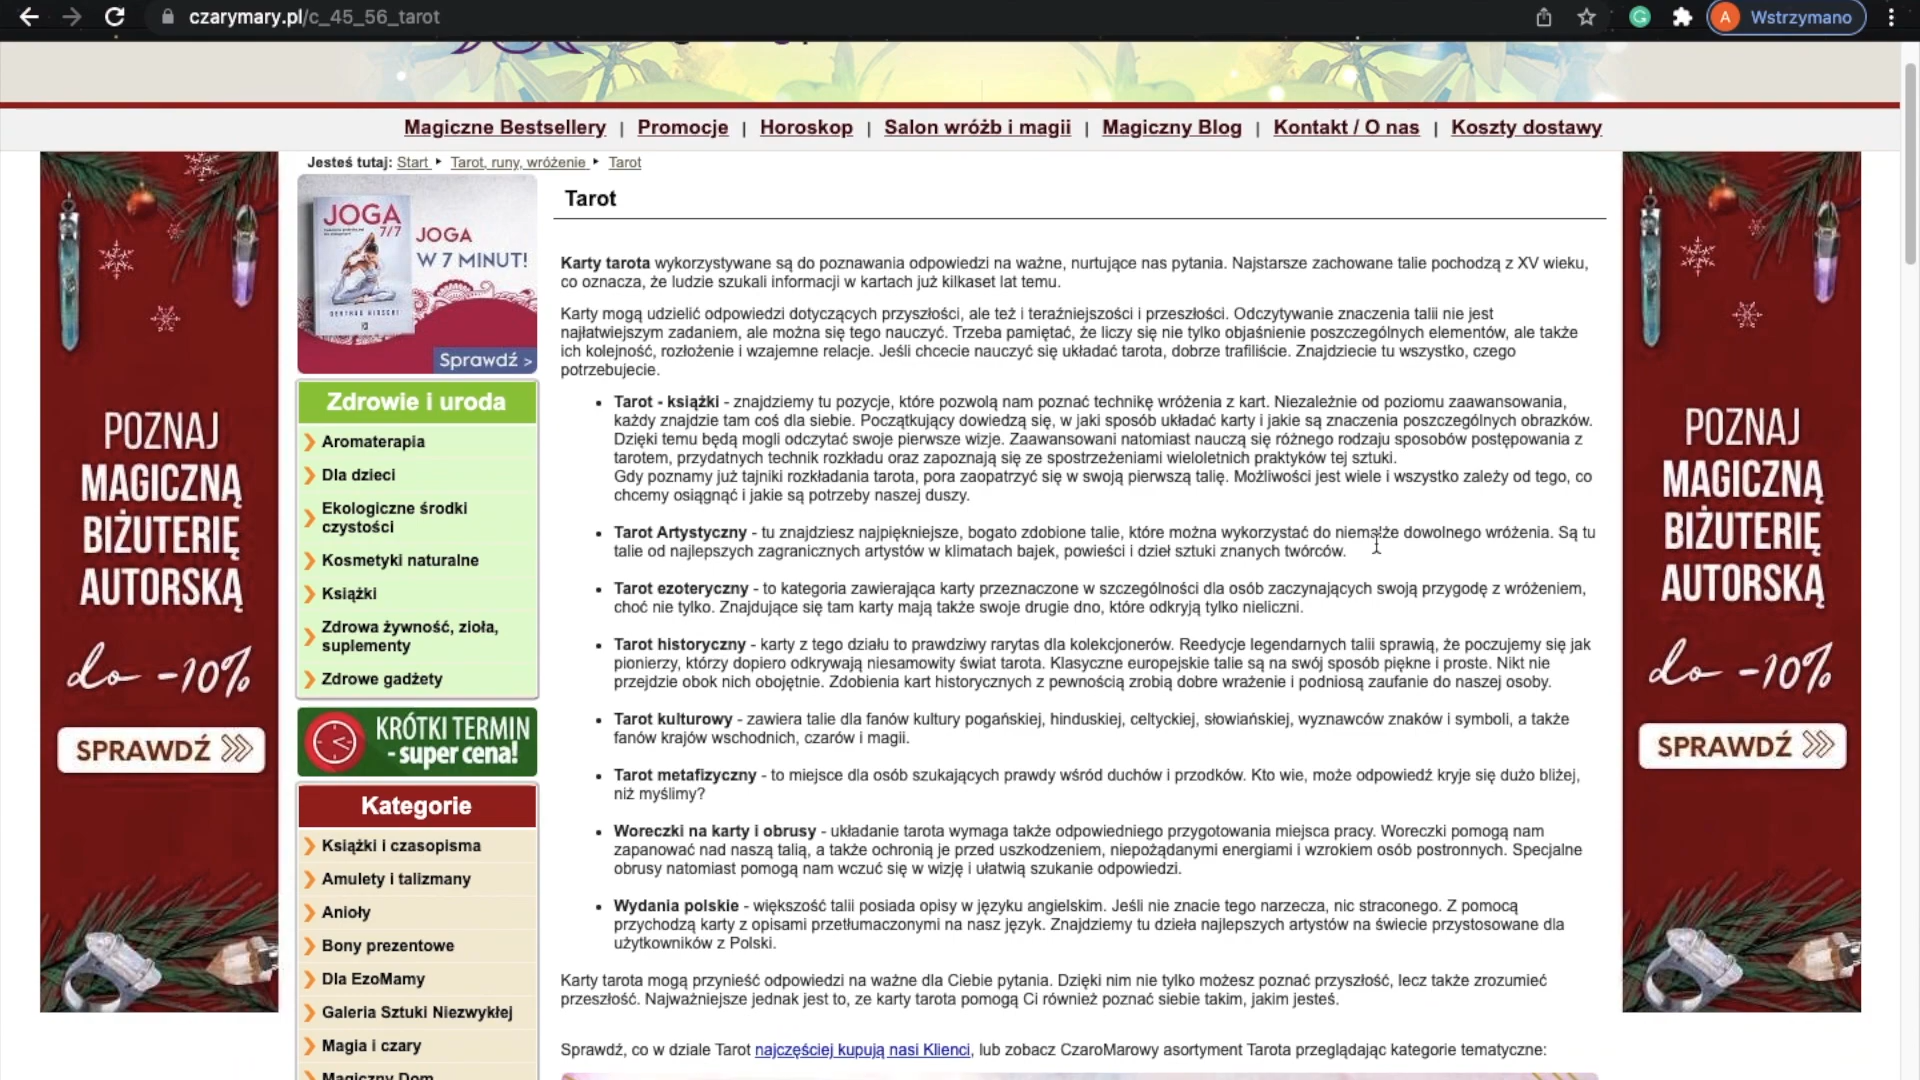 czarymary.pl/c_45_56_tarot
A Wstrzymano
Magiczne Bestsellery | Promocje | Horoskop | Salon wróżb i magii | Magiczny Blog | Kontakt / O nas | Koszty dostawy
Jesteś tutaj: Start Tarot, runy, wróżenie Tarot
JOGA
7/7
JOGA
W 7 MINUT!
Sprawdź >
Zdrowie i uroda
Aromaterapia
Dla dzieci
Ekologiczne środki
czystości
Kosmetyki naturalne
Książki
Zdrowa żywność, zioła,
suplementy
Zdrowe gadżety
KRÓTKI TERMIN
- super cena!
Kategorie
Książki i czasopisma
Amulety i talizmany
Anioły
Bony prezentowe
Dla EzoMamy
Galeria Sztuki Niezwykłej
Magia i czary
Magiczny Dom
POZNAJ
MAGICZNĄ
BIŻUTERIĘ
AUTORSKĄ
do -10%
SPRAWDŹ
Tarot
Karty tarota wykorzystywane są do poznawania odpowiedzi na ważne, nurtujące nas pytania. Najstarsze zachowane talie pochodzą z XV wieku,
co oznacza, że ludzie szukali informacji w kartach już kilkaset lat temu.
Karty mogą udzielić odpowiedzi dotyczących przyszłości, ale też i teraźniejszości i przeszłości. Odczytywanie znaczenia talii nie jest
najłatwiejszym zadaniem, ale można się tego nauczyć. Trzeba pamiętać, że liczy się nie tylko objaśnienie poszczególnych elementów, ale także
ich kolejność, rozłożenie i wzajemne relacje. Jeśli chcecie nauczyć się układać tarota, dobrze trafiliście. Znajdziecie tu wszystko, czego
potrzebujecie.
Tarot - książki - znajdziemy tu pozycje, które pozwolą nam poznać technikę wróżenia z kart. Niezależnie od poziomu zaawansowania,
każdy znajdzie tam coś dla siebie. Początkujący dowiedzą się, w jaki sposób układać karty i jakie są znaczenia poszczególnych obrazków.
Dzięki temu będą mogli odczytać swoje pierwsze wizje. Zaawansowani natomiast nauczą się różnego rodzaju sposobów postępowania z
tarotem, przydatnych technik rozkładu oraz zapoznają się ze spostrzeżeniami wieloletnich praktyków tej sztuki.
Gdy poznamy już tajniki rozkładania tarota, pora zaopatrzyć się w swoją pierwszą talię. Możliwości jest wiele i wszystko zależy od tego, co
chcemy osiągnąć i jakie są potrzeby naszej duszy.
Tarot Artystyczny - tu znajdziesz najpiękniejsze, bogato zdobione talie, które można wykorzystać do niemalże dowolnego wróżenia. Są tu
talie od najlepszych zagranicznych artystów w klimatach bajek, powieści i dzieł sztuki znanych twórców.
Tarot ezoteryczny - to kategoria zawierająca karty przeznaczone w szczególności dla osób zaczynających swoją przygodę z wróżeniem,
choć nie tylko. Znajdujące się tam karty mają także swoje drugie dno, które odkryją tylko nieliczni.
Tarot historyczny - karty z tego działu to prawdziwy rarytas dla kolekcjonerów. Reedycje legendarnych talii sprawią, że poczujemy się jak
pionierzy, którzy dopiero odkrywają niesamowity świat tarota. Klasyczne europejskie talie są na swój sposób piękne i proste. Nikt nie
przejdzie obok nich obojętnie. Zdobienia kart historycznych z pewnością zrobią dobre wrażenie i podniosą zaufanie do naszej osoby.
Tarot kulturowy - zawiera talie dla fanów kultury pogańskiej, hinduskiej, celtyckiej, słowiańskiej, wyznawców znaków i symboli, a także
fanów krajów wschodnich, czarów i magii.
Tarot metafizyczny - to miejsce dla osób szukających prawdy wśród duchów i przodków. Kto wie, może odpowiedź kryje się dużo bliżej,
niż myślimy?
Woreczki na karty i obrusy - układanie tarota wymaga także odpowiedniego przygotowania miejsca pracy. Woreczki pomogą nam
zapanować nad naszą talią, a także ochronią je przed uszkodzeniem, niepożądanymi energiami i wzrokiem osób postronnych. Specjalne
obrusy natomiast pomogą nam wczuć się w wizję i ułatwią szukanie odpowiedzi.
Wydania polskie - większość talii posiada opisy w języku angielskim. Jeśli nie znacie tego narzecza, nic straconego. Z pomocą
przychodzą karty z opisami przetłumaczonymi na nasz język. Znajdziemy tu dzieła najlepszych artystów na świecie przystosowane dla
użytkowników z Polski.
Karty tarota mogą przynieść odpowiedzi na ważne dla Ciebie pytania. Dzięki nim nie tylko możesz poznać przyszłość, lecz także zrozumieć
przeszłość. Najważniejsze jednak jest to, ze karty tarota pomogą Ci również poznać siebie takim, jakim jesteś.
Sprawdź, co w dziale Tarot najczęściej kupują nasi Klienci, lub zobacz CzaroMarowy asortyment Tarota przeglądając kategorie tematyczne:
POZNAJ
MAGICZNĄ
BIŻUTERIĘ
AUTORSKĄ
do -10%
SPRAWDŹ